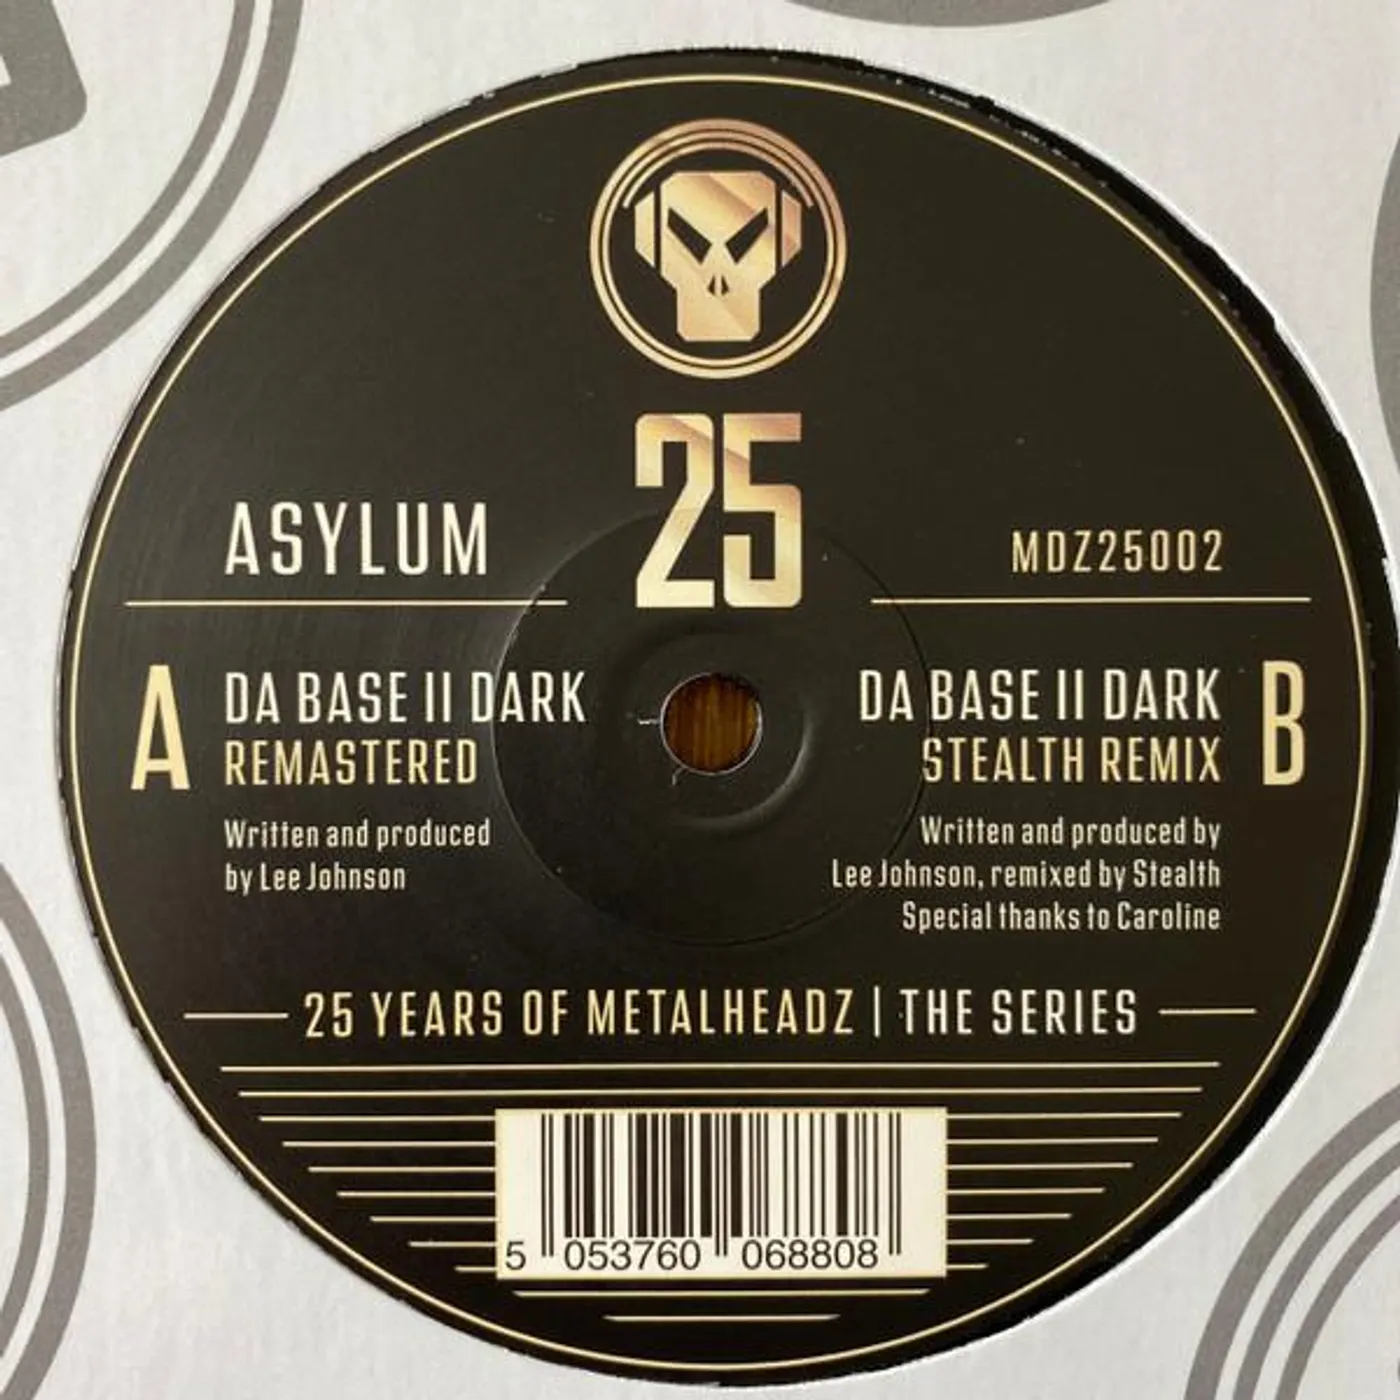 25
ASYLUM
MDZ25002
A
DA BASE II DARK
REMASTERED
Written and produced
by Lee Johnson
DA BASE II DARK
STEALTH REMIX
B
Written and produced by
Lee Johnson, remixed by Stealth
Special thanks to Caroline
25 YEARS OF METALHEADZ | THE SERIES
5 053760 068808